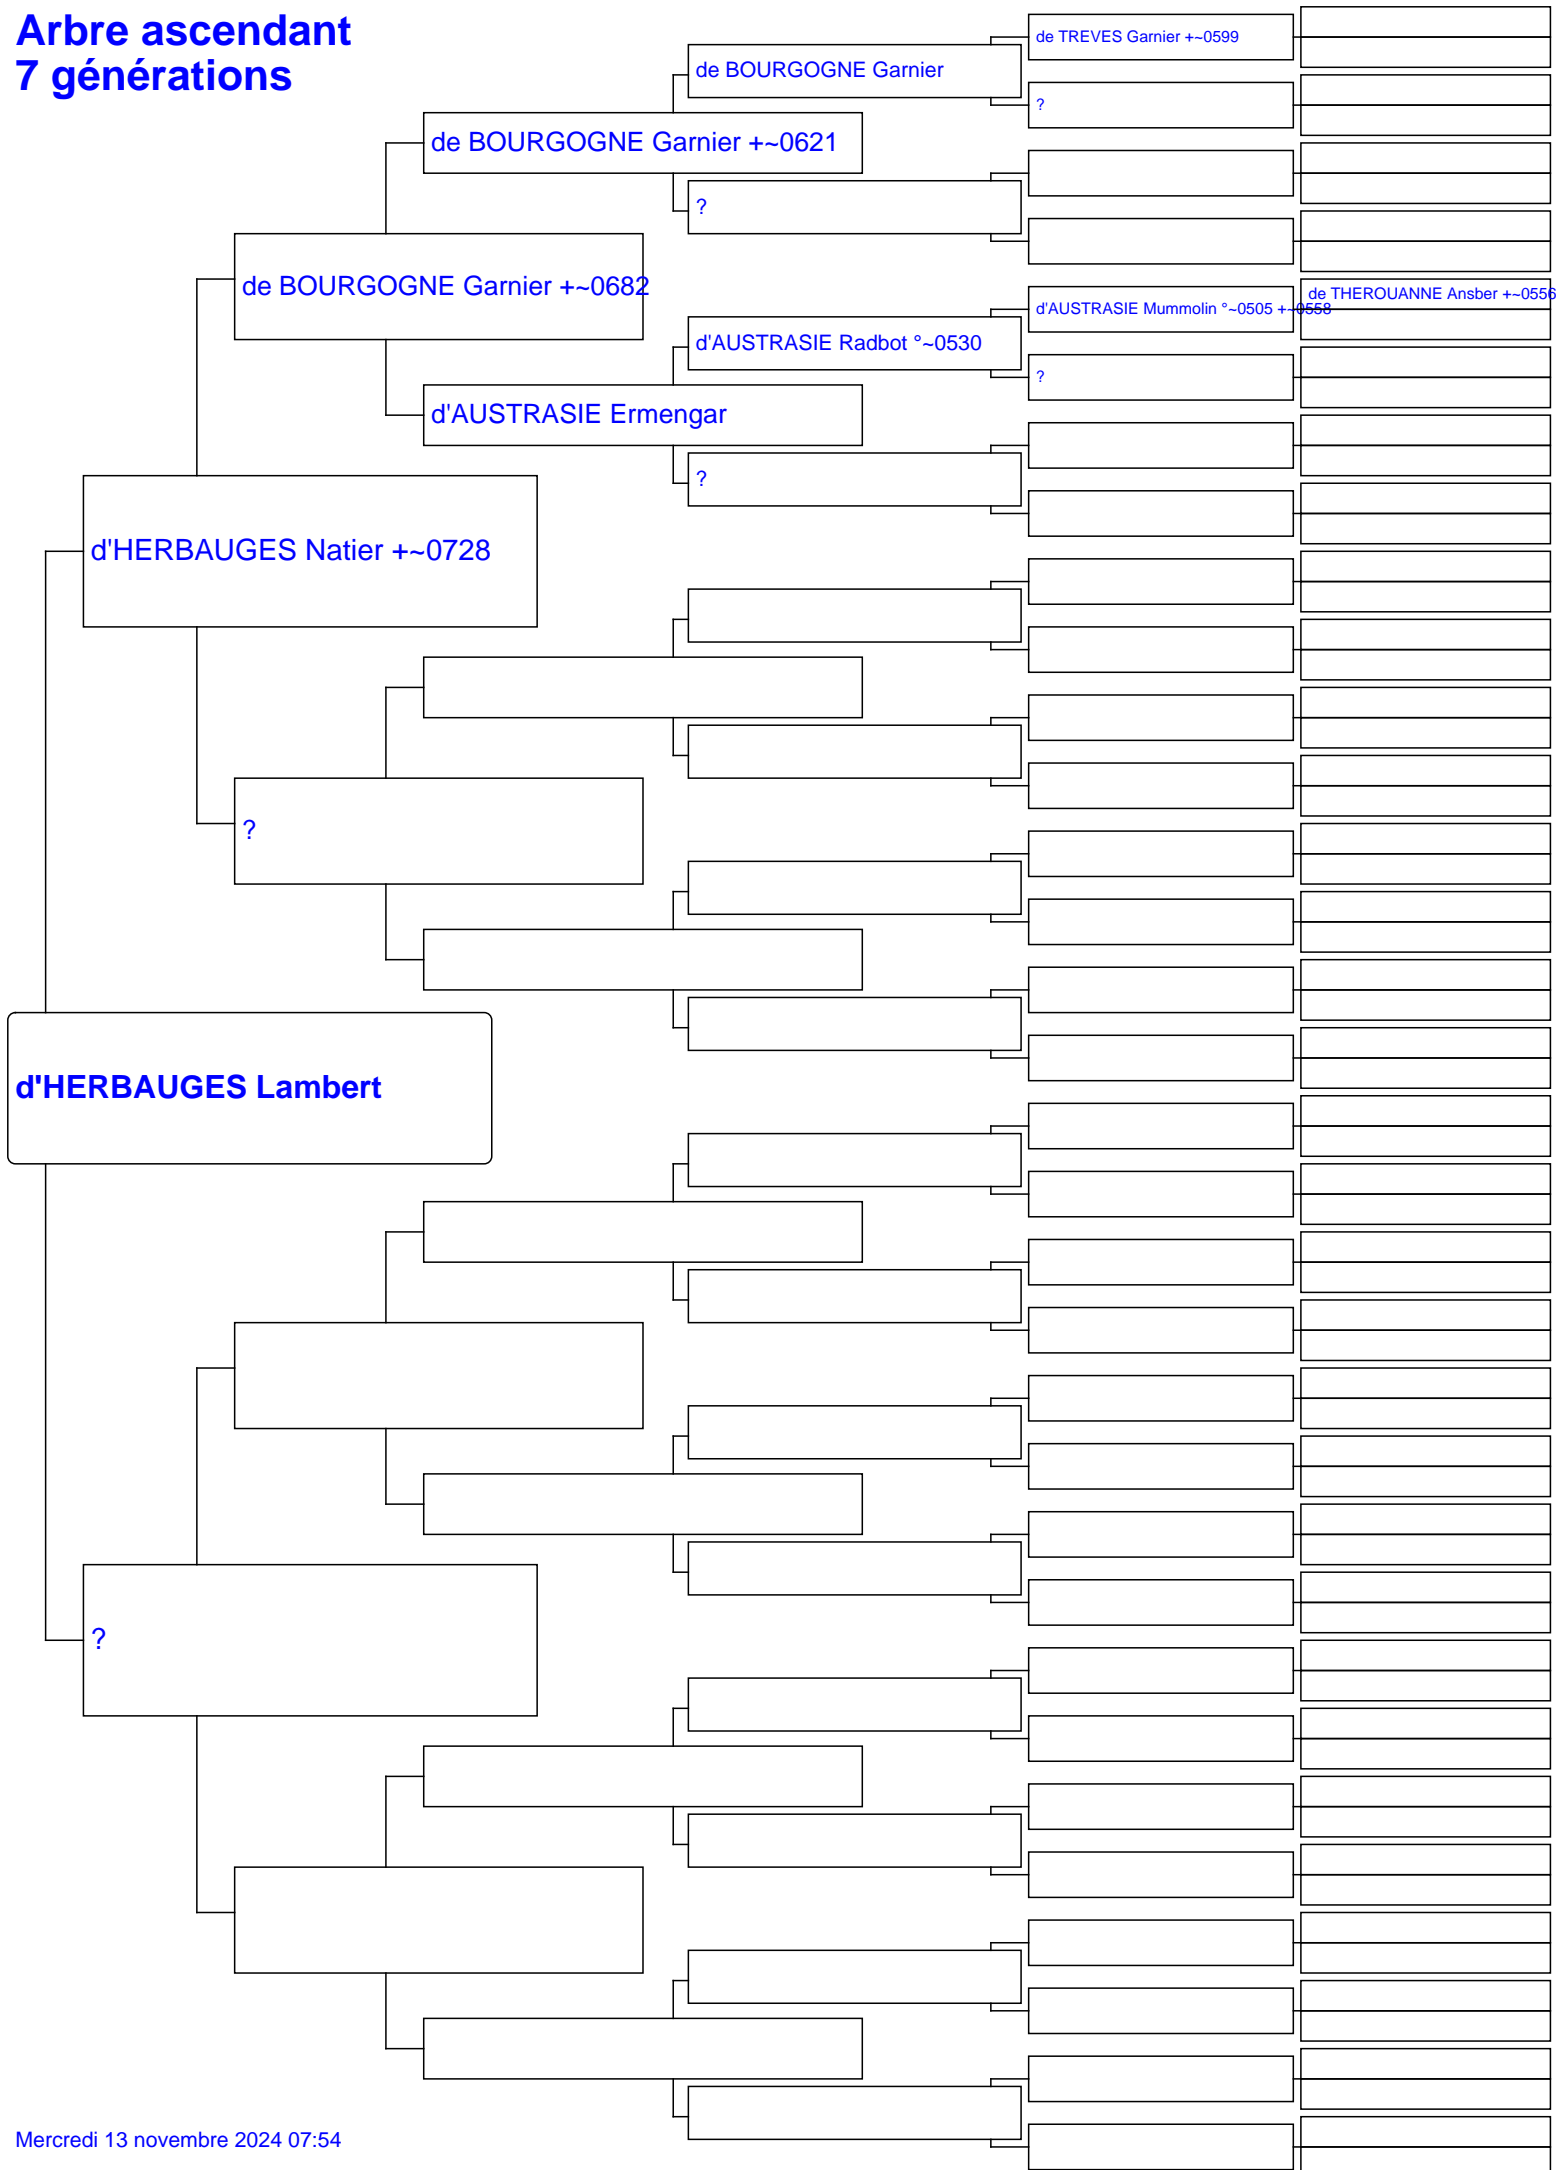 Arbre ascendant
7 générations
de TREVES Garnier +~0599
de BOURGOGNE Garnier
?
de BOURGOGNE Garnier +~0621
?
de BOURGOGNE Garnier +~0682
de THEROUANNE Ansber +~0556
d'AUSTRASIE Mummolin °~0505 +~0558
d'AUSTRASIE Radbot °~0530
?
d'AUSTRASIE Ermengar
?
d'HERBAUGES Natier +~0728
?
d'HERBAUGES Lambert
?
Mercredi 13 novembre 2024 07:54